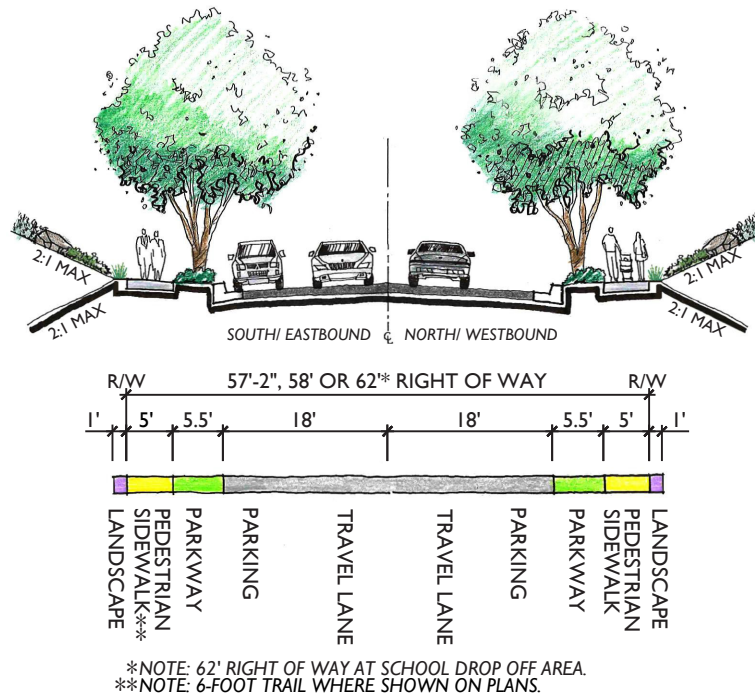 2:1 MAX
2:1 MAX
2:1 MAX
2:1 MAX
SOUTH/ EASTBOUND ℄ NORTH/ WESTBOUND
R/W 57'-2", 58' OR 62'* RIGHT OF WAY R/W
1' 5' 5.5' 18' 18' 5.5' 5' 1'
LANDSCAPE
PEDESTRIAN
SIDEWALK**
PARKWAY
PARKING
TRAVEL LANE
TRAVEL LANE
PARKING
PARKWAY
PEDESTRIAN
SIDEWALK
LANDSCAPE
*NOTE: 62' RIGHT OF WAY AT SCHOOL DROP OFF AREA.
**NOTE: 6-FOOT TRAIL WHERE SHOWN ON PLANS.